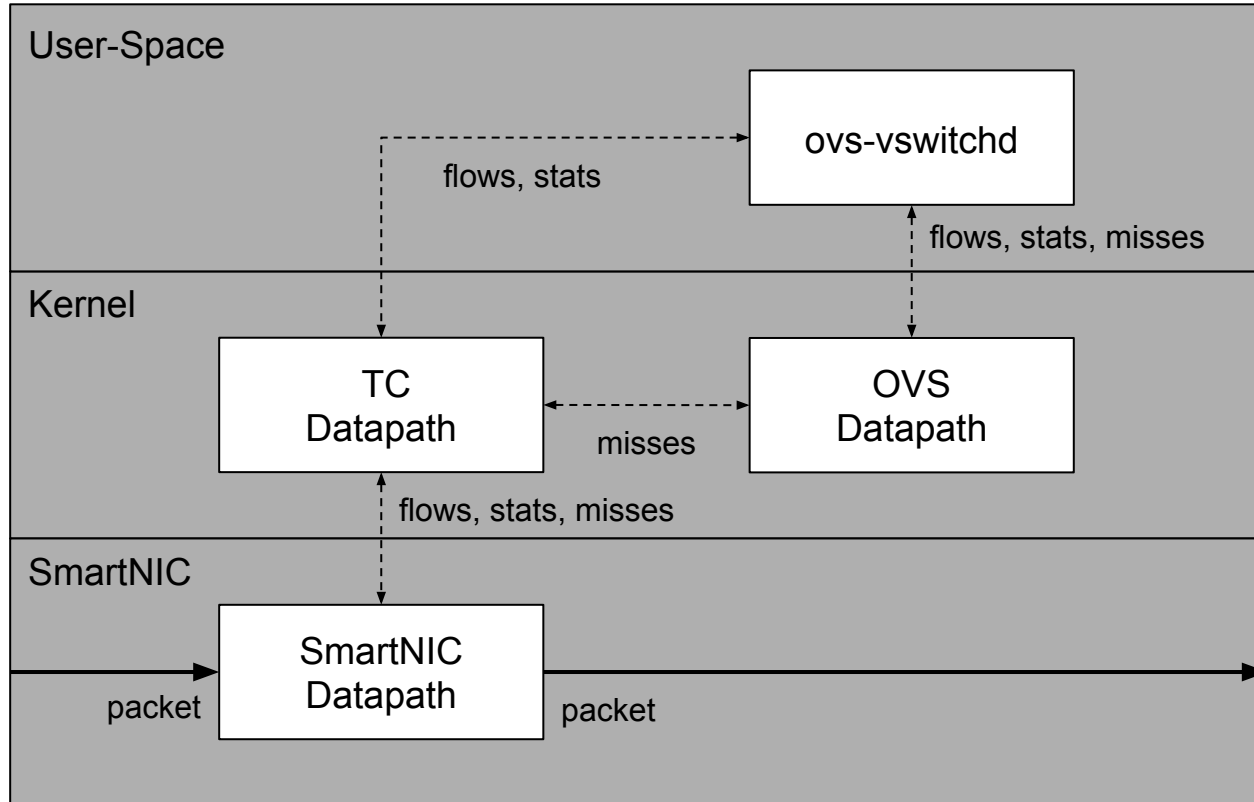 User-Space
ovs-vswitchd
flows, stats
flows, stats, misses
Kernel
TC
Datapath
OVS
Datapath
misses
flows, stats, misses
SmartNIC
SmartNIC
Datapath
packet
packet